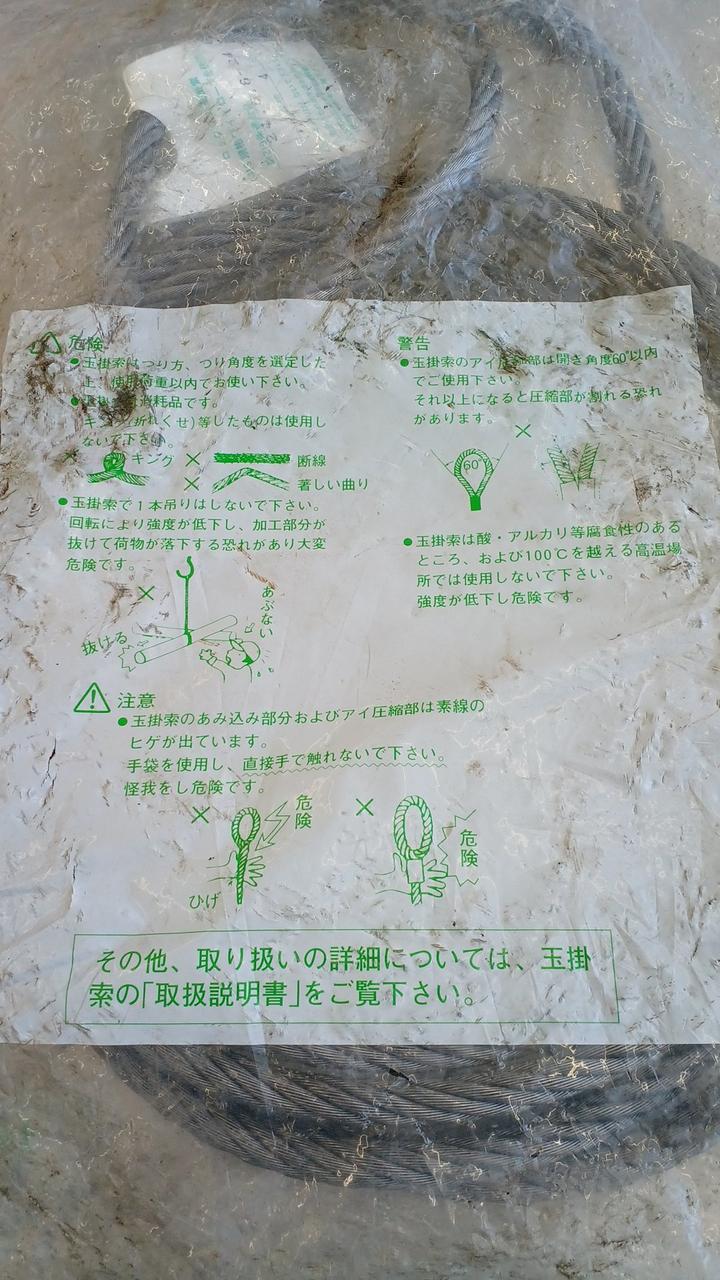 危険
●玉掛索はつり方、つり角度を選定した
上、使用荷重以内でお使い下さい。
消耗品です。
キンク(折れくせ)等したものは使用し
ないで下さい。
× キンク × 断線
× 著しい曲り
●玉掛索で1本吊りはしないで下さい。
回転により強度が低下し、加工部分が
抜けて荷物が落下する恐れがあり大変
危険です。
×
あぶない
抜ける
警告
●玉掛索のアイ部は開き角度60°以内
でご使用下さい。
それ以上になると圧縮部が割れる恐れ
があります。
×
60°
●玉掛索は酸・アルカリ等腐食性のある
ところ、および100℃を越える高温場
所では使用しないで下さい。
強度が低下し危険です。
注意
●玉掛索のあみ込み部分およびアイ圧縮部は素線の
ヒゲが出ています。
手袋を使用し、直接手で触れないで下さい。
怪我をし危険です。
× 危険 × 危険
ひげ
その他、取り扱いの詳細については、玉掛
索の「取扱説明書」をご覧下さい。